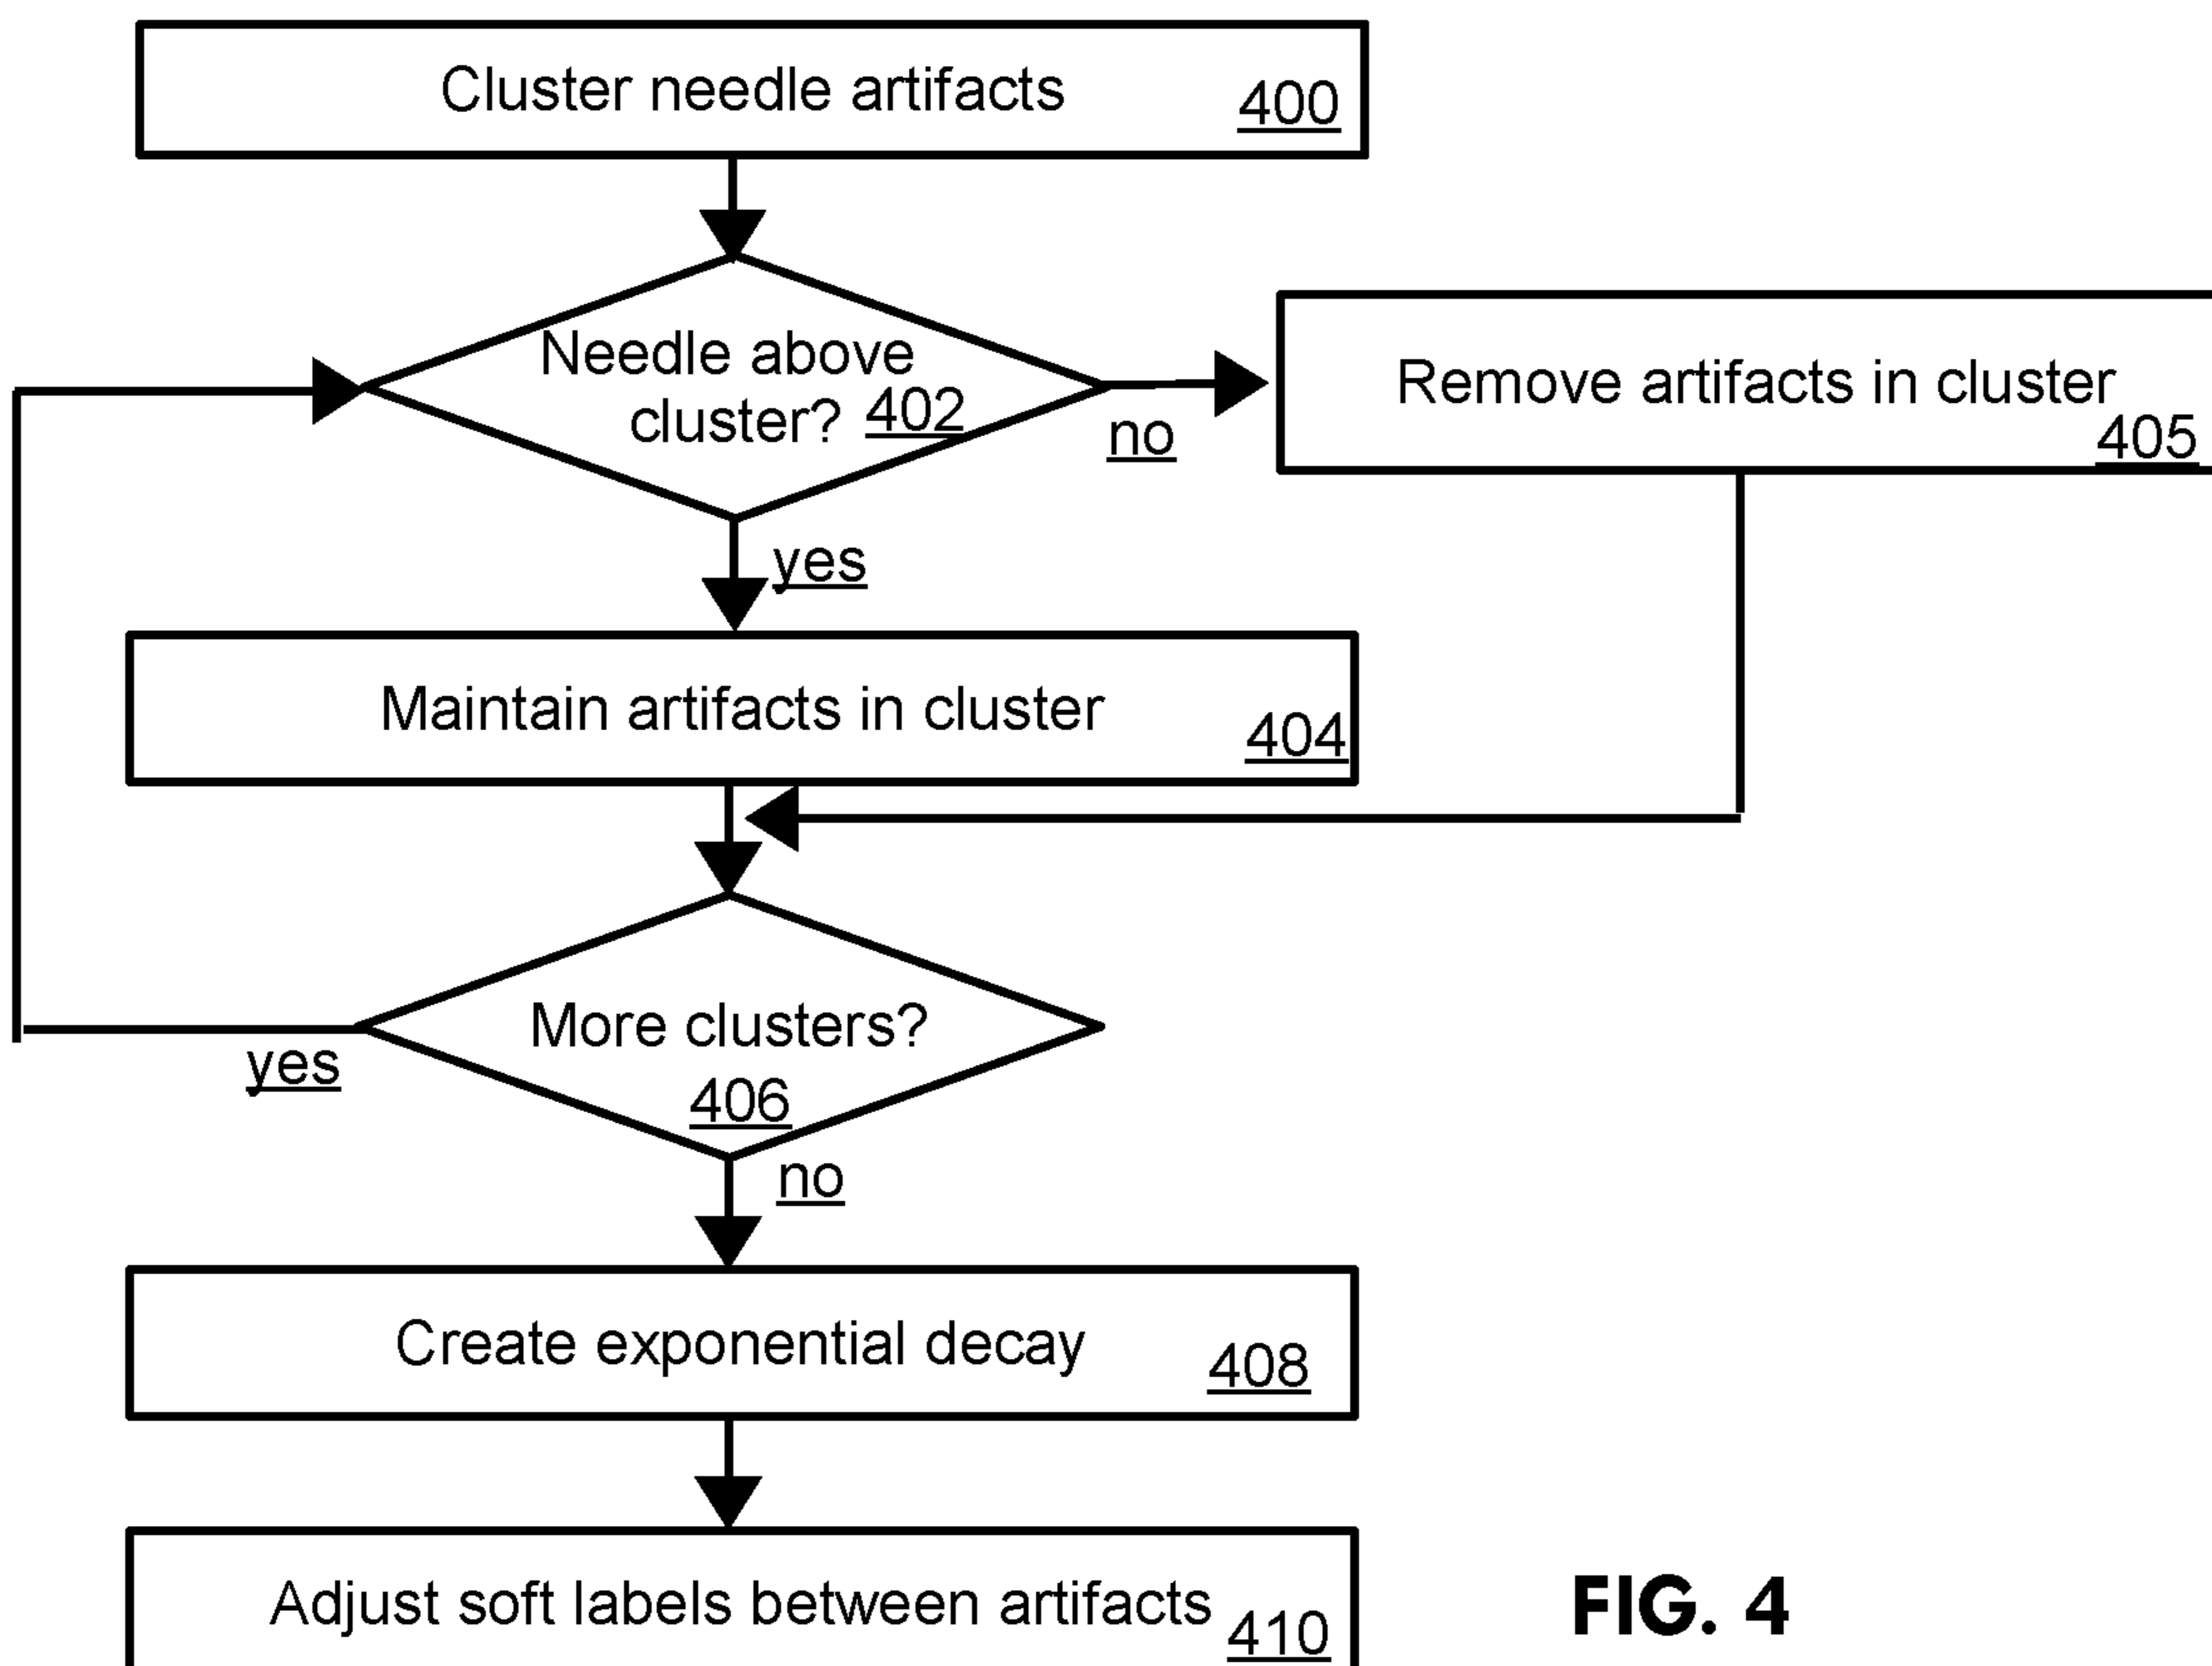 Cluster needle artifacts
400
Needle above
cluster? 402
no
Remove artifacts in cluster
405
yes
Maintain artifacts in cluster
404
More clusters?
406
yes
no
Create exponential decay
408
Adjust soft labels between artifacts
410
FIG. 4